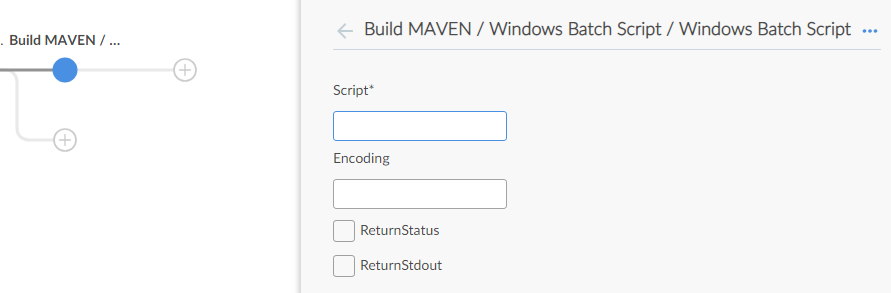 . Build MAVEN / ...
Build MAVEN / Windows Batch Script / Windows Batch Script
Script*
Encoding
ReturnStatus
ReturnStdout